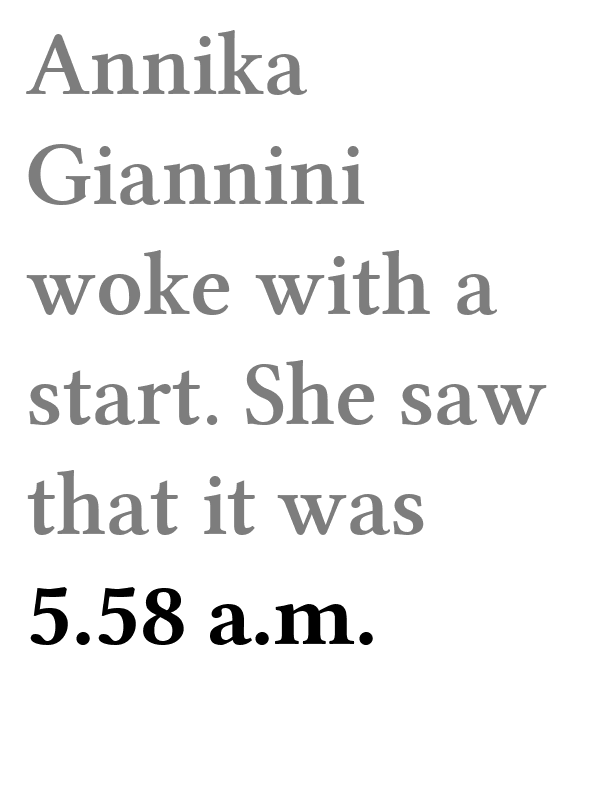 Annika
Giannini
woke with a
start. She saw
that it was
5.58 a.m.